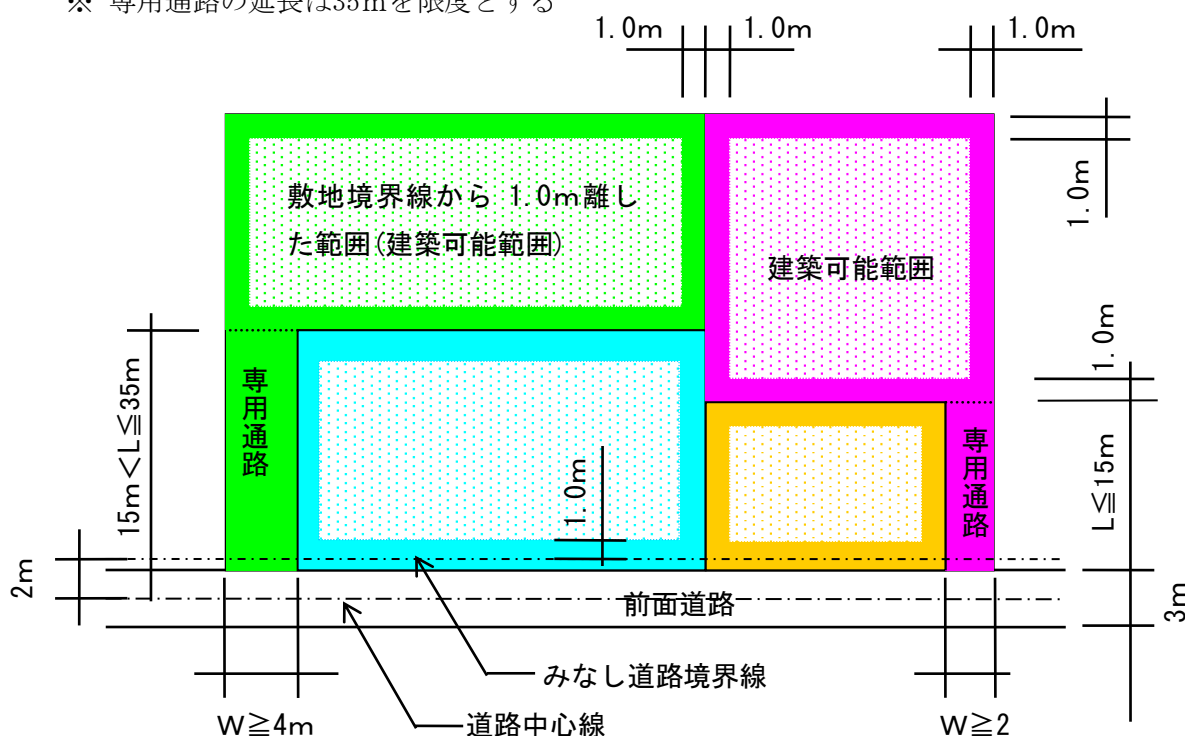 ※ 専用通路の延長は35mを限度とする
1.0m
1.0m
1.0m
1.0m
敷地境界線から 1.0m離し
た範囲(建築可能範囲)
建築可能範囲
1.0m
15m<L≦35m
専用通路
1.0m
専用通路
L≦15m
2m
前面道路
3m
みなし道路境界線
W≧4m
道路中心線
W≧2